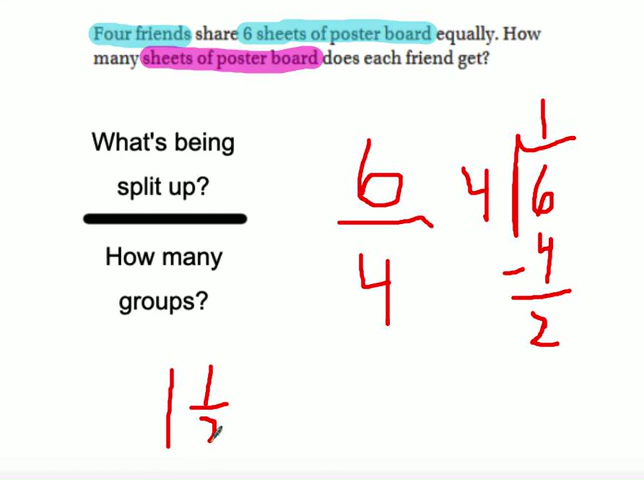 Four friends share 6 sheets of poster board equally. How
many sheets of poster board does each friend get?
What's being
split up?
How many
groups?
6
4
1
4 6
- 4
2
1 1/2